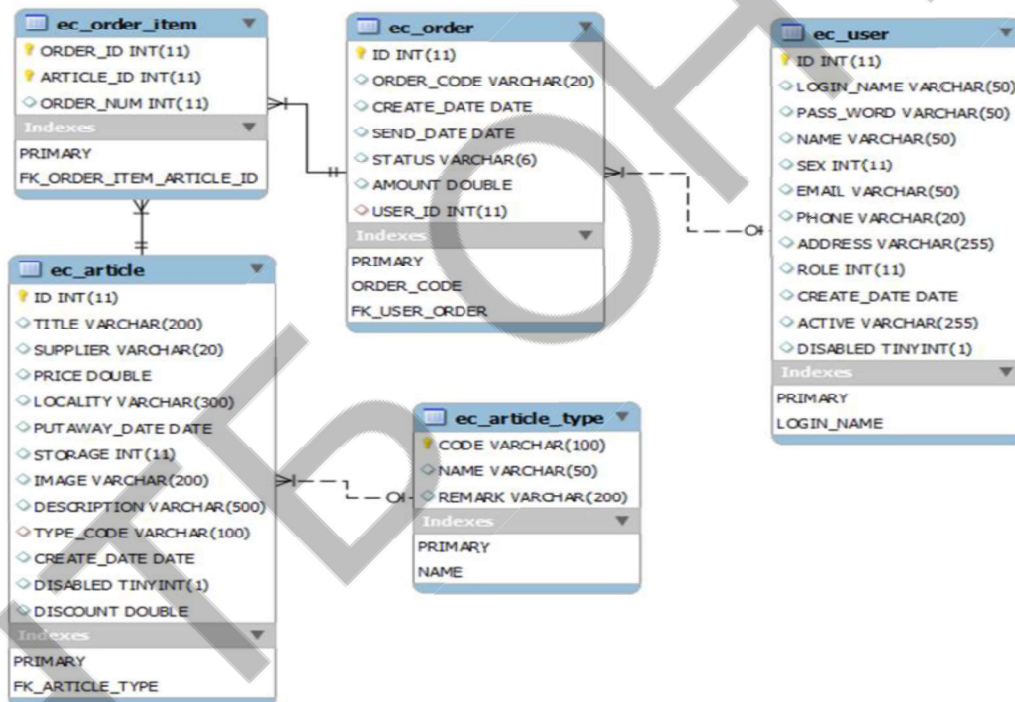 ec_order_item
ORDER_ID INT(11)
ARTICLE_ID INT(11)
ORDER_NUM INT(11)
Indexes
PRIMARY
FK_ORDER_ITEM_ARTICLE_ID
ec_order
ID INT(11)
ORDER_CODE VARCHAR(20)
CREATE_DATE DATE
SEND_DATE DATE
STATUS VARCHAR(6)
AMOUNT DOUBLE
USER_ID INT(11)
Indexes
PRIMARY
ORDER_CODE
FK_USER_ORDER
ec_user
ID INT(11)
LOGIN_NAME VARCHAR(50)
PASS_WORD VARCHAR(50)
NAME VARCHAR(50)
SEX INT(11)
EMAIL VARCHAR(50)
PHONE VARCHAR(20)
ADDRESS VARCHAR(255)
ROLE INT(11)
CREATE_DATE DATE
ACTIVE VARCHAR(255)
DISABLED TINYINT(1)
Indexes
PRIMARY
LOGIN_NAME
ec_article
ID INT(11)
TITLE VARCHAR(200)
SUPPLIER VARCHAR(20)
PRICE DOUBLE
LOCALITY VARCHAR(300)
PUTAWAY_DATE DATE
STORAGE INT(11)
IMAGE VARCHAR(200)
DESCRIPTION VARCHAR(500)
TYPE_CODE VARCHAR(100)
CREATE_DATE DATE
DISABLED TINYINT(1)
DISCOUNT DOUBLE
Indexes
PRIMARY
FK_ARTICLE_TYPE
ec_article_type
CODE VARCHAR(100)
NAME VARCHAR(50)
REMARK VARCHAR(200)
Indexes
PRIMARY
NAME